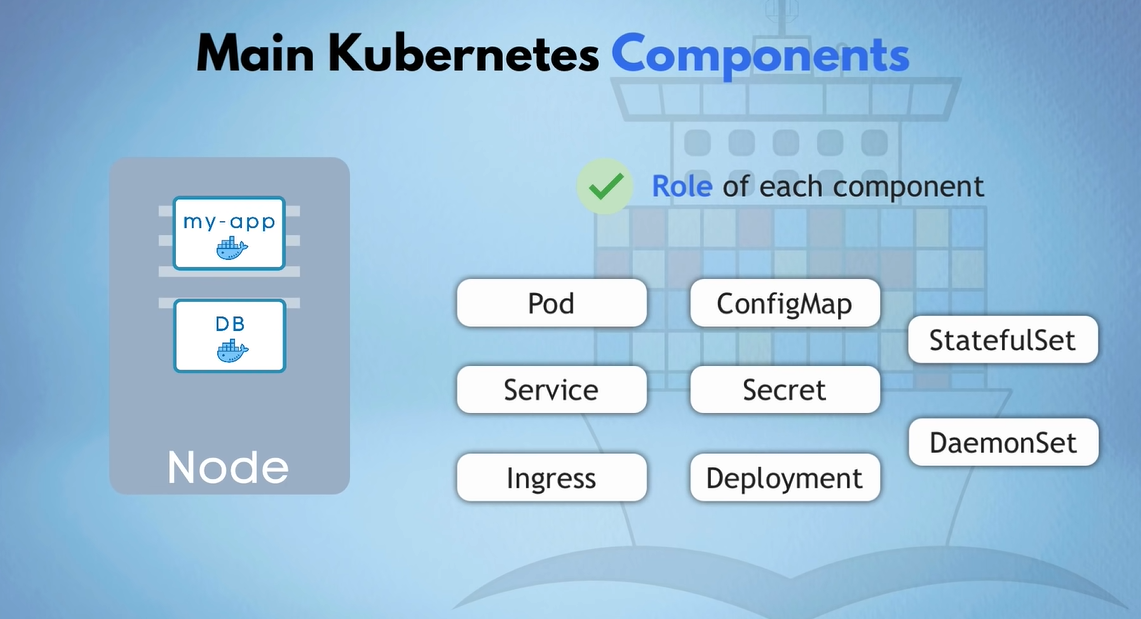 Main Kubernetes Components
Role of each component
my-app
DB
Node
Pod
ConfigMap
StatefulSet
Service
Secret
DaemonSet
Ingress
Deployment